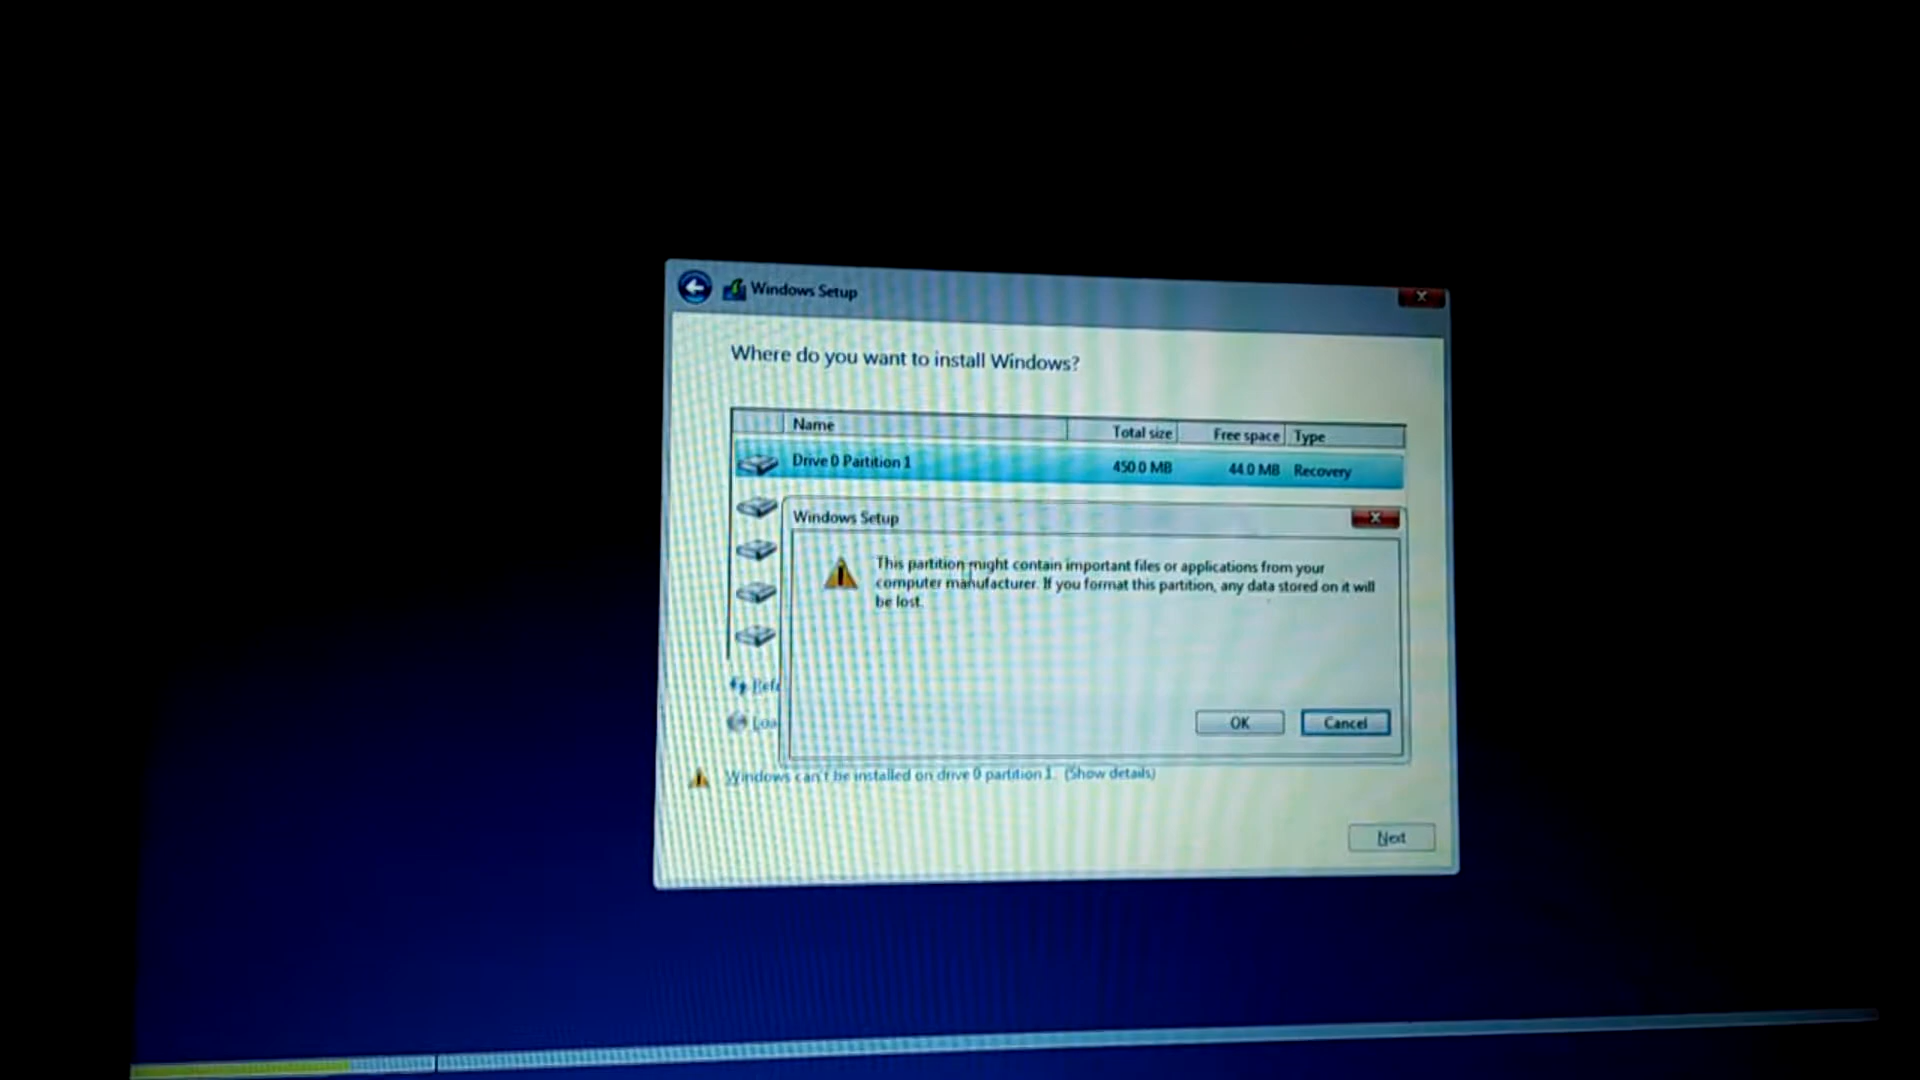 Windows Setup
Where do you want to install Windows?
Name Total size Free space Type
Drive 0 Partition 1 450.0 MB 44.0 MB Recovery
Windows Setup
This partition might contain important files or applications from your
computer manufacturer. If you format this partition, any data stored on it will
be lost.
OK Cancel
Windows can't be installed on drive 0 partition 1. (Show details)
Next